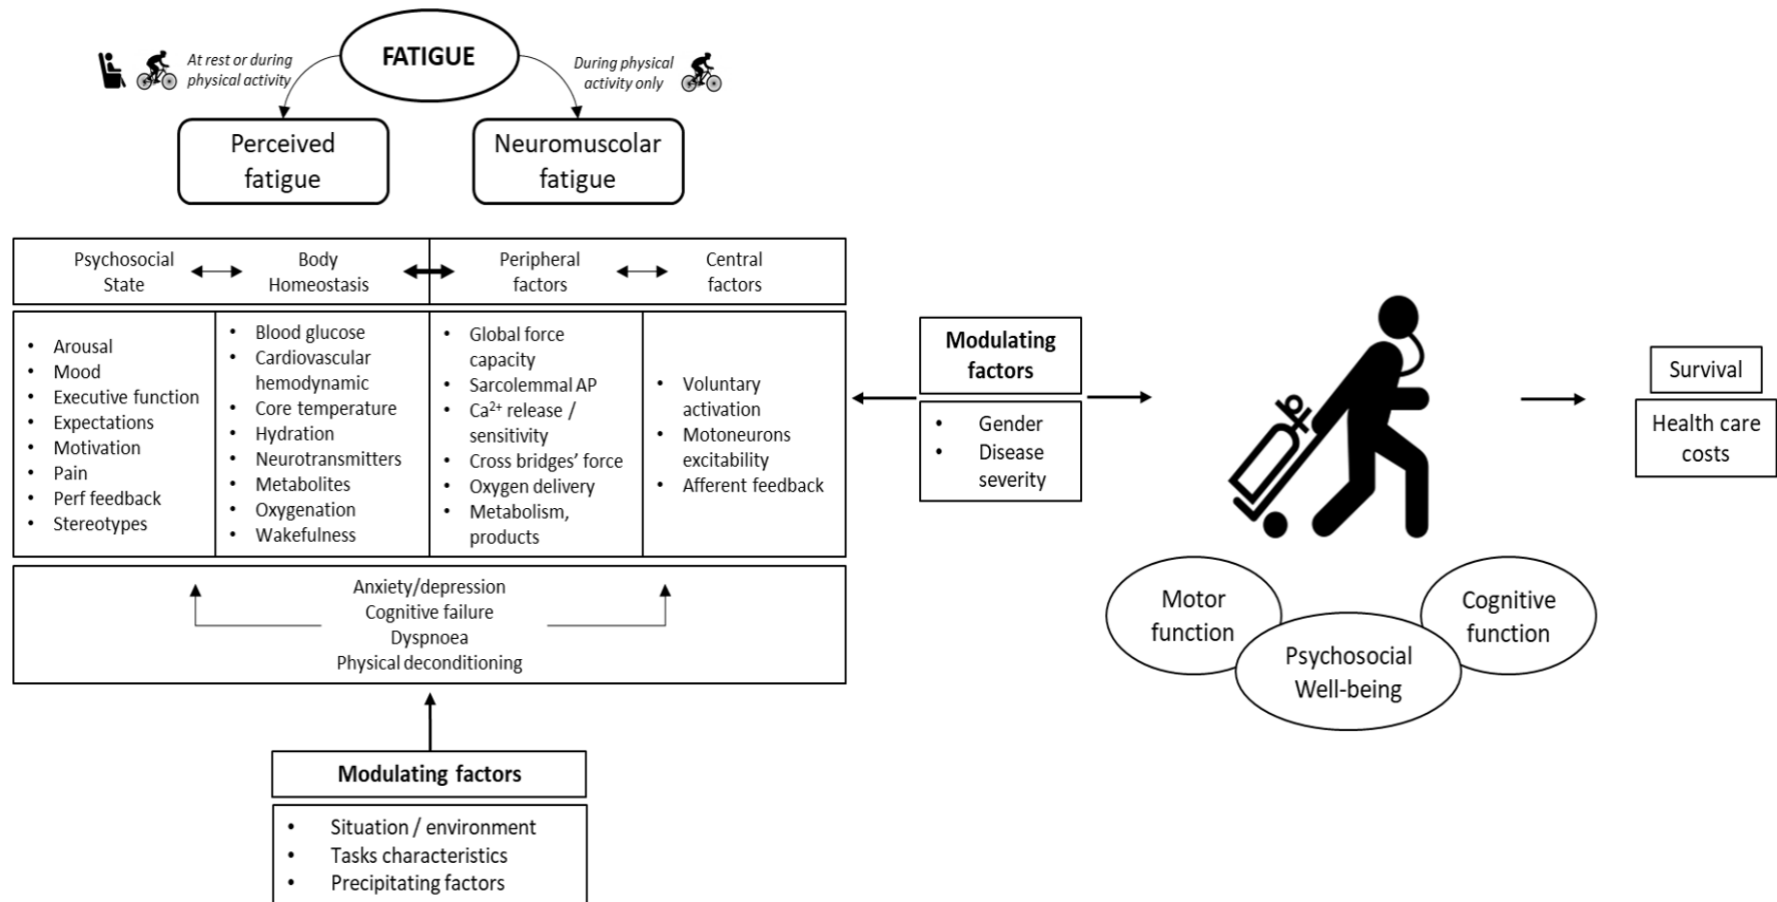 FATIGUE
At rest or during
physical activity
During physical
activity only
Perceived
fatigue
Neuromuscolar
fatigue
Psychosocial
State
Body
Homeostasis
Peripheral
factors
Central
factors
• Arousal
• Mood
• Executive function
• Expectations
• Motivation
• Pain
• Perf feedback
• Stereotypes
• Blood glucose
• Cardiovascular
hemodynamic
• Core temperature
• Hydration
• Neurotransmitters
• Metabolites
• Oxygenation
• Wakefulness
• Global force
capacity
• Sarcolemmal AP
• Ca²⁺ release /
sensitivity
• Cross bridges’ force
• Oxygen delivery
• Metabolism,
products
• Voluntary
activation
• Motoneurons
excitability
• Afferent feedback
Anxiety/depression
Cognitive failure
Dyspnoea
Physical deconditioning
Modulating factors
• Situation / environment
• Tasks characteristics
• Precipitating factors
Modulating
factors
• Gender
• Disease
severity
Motor
function
Psychosocial
Well-being
Cognitive
function
Survival
Health care
costs